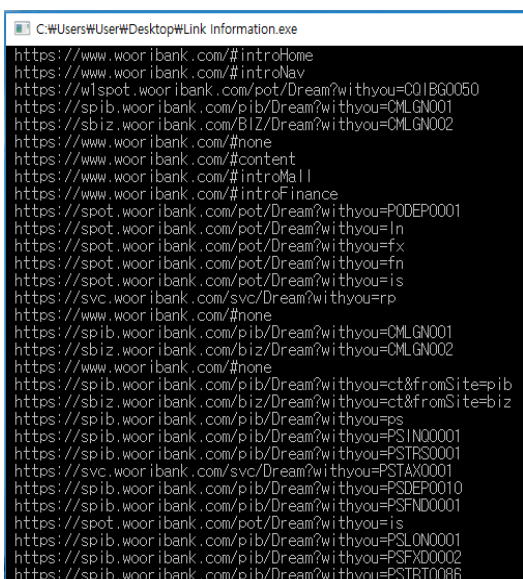 C:₩Users₩User₩Desktop₩Link Information.exe
https://www.wooribank.com/#introHome
https://www.wooribank.com/#introNav
https://w1spot.wooribank.com/pot/Dream?withyou=CQIBG0050
https://spib.wooribank.com/pib/Dream?withyou=CMLGN001
https://sbiz.wooribank.com/BIZ/Dream?withyou=CMLGN002
https://www.wooribank.com/#none
https://www.wooribank.com/#content
https://www.wooribank.com/#introMall
https://www.wooribank.com/#introFinance
https://spot.wooribank.com/pot/Dream?withyou=PODEP0001
https://spot.wooribank.com/pot/Dream?withyou=ln
https://spot.wooribank.com/pot/Dream?withyou=fx
https://spot.wooribank.com/pot/Dream?withyou=fn
https://spot.wooribank.com/pot/Dream?withyou=is
https://svc.wooribank.com/svc/Dream?withyou=rp
https://www.wooribank.com/#none
https://spib.wooribank.com/pib/Dream?withyou=CMLGN001
https://sbiz.wooribank.com/biz/Dream?withyou=CMLGN002
https://www.wooribank.com/#none
https://spib.wooribank.com/pib/Dream?withyou=ct&fromSite=pib
https://sbiz.wooribank.com/biz/Dream?withyou=ct&fromSite=biz
https://spib.wooribank.com/pib/Dream?withyou=ps
https://spib.wooribank.com/pib/Dream?withyou=PSINQ0001
https://spib.wooribank.com/pib/Dream?withyou=PSTRS0001
https://svc.wooribank.com/svc/Dream?withyou=PSTAX0001
https://spib.wooribank.com/pib/Dream?withyou=PSDEP0010
https://spib.wooribank.com/pib/Dream?withyou=PSFND0001
https://spot.wooribank.com/pot/Dream?withyou=is
https://spib.wooribank.com/pib/Dream?withyou=PSLON0001
https://spib.wooribank.com/pib/Dream?withyou=PSFXD0002
https://spib.wooribank.com/pib/Dream?withyou=PSTRT0086